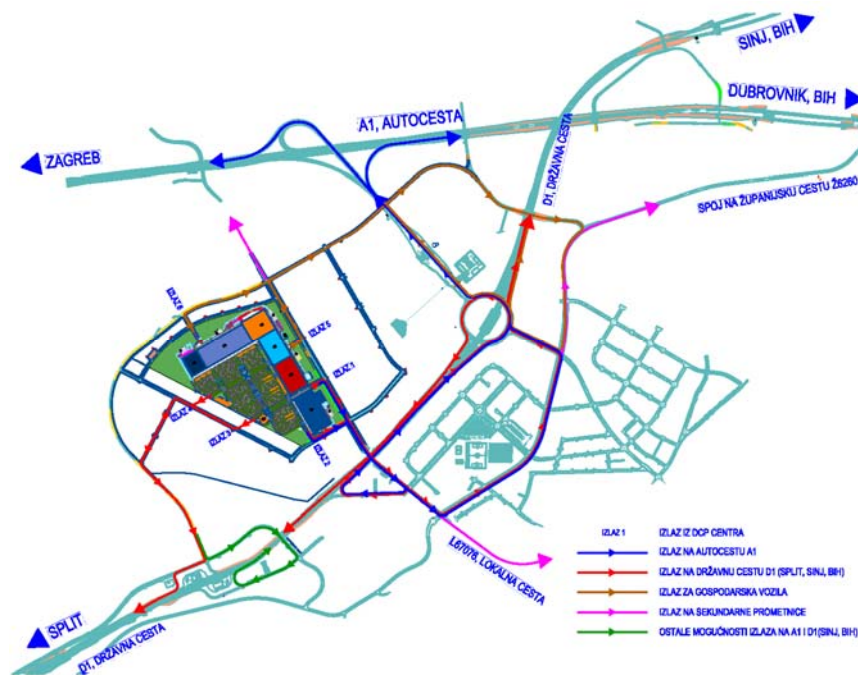 SINJ, BIH
DUBROVNIK, BIH
A1, AUTOCESTA
ZAGREB
D1, DRŽAVNA CESTA
SPOJ NA ŽUPANIJSKU CESTU Ž6260
IZLAZ 6
IZLAZ 5
IZLAZ 1
IZLAZ 4
IZLAZ 3
IZLAZ 2
L67076, LOKALNA CESTA
SPLIT
D1, DRŽAVNA CESTA
IZLAZ 1 IZLAZ IZ DCP CENTRA
IZLAZ NA AUTOCESTU A1
IZLAZ NA DRŽAVNU CESTU D1 (SPLIT, SINJ, BIH)
IZLAZ ZA GOSPODARSKA VOZILA
IZLAZ NA SEKUNDARNE PROMETNICE
OSTALE MOGUĆNOSTI IZLAZA NA A1 I D1(SINJ, BIH)